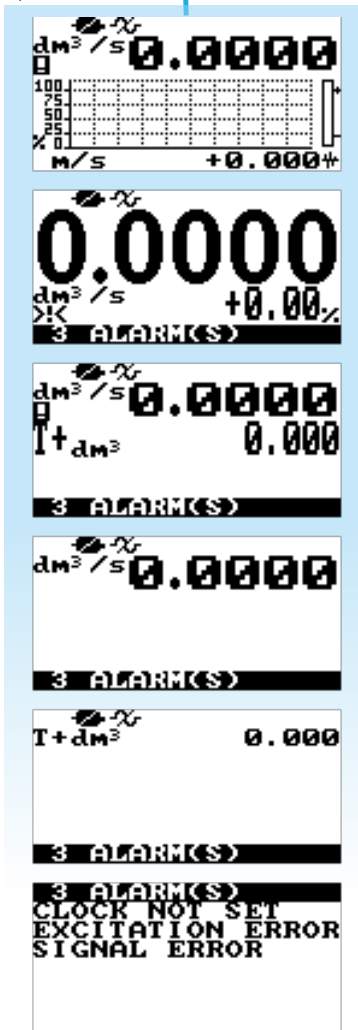 dm³/s 0.0000
100
75
50
25
% 0
m/s +0.000
0.0000
dm³/s +0.00%
3 ALARM(S)
dm³/s 0.0000
T+dm³ 0.000
3 ALARM(S)
dm³/s 0.0000
3 ALARM(S)
T+dm³ 0.000
3 ALARM(S)
3 ALARM(S)
CLOCK NOT SET
EXCITATION ERROR
SIGNAL ERROR